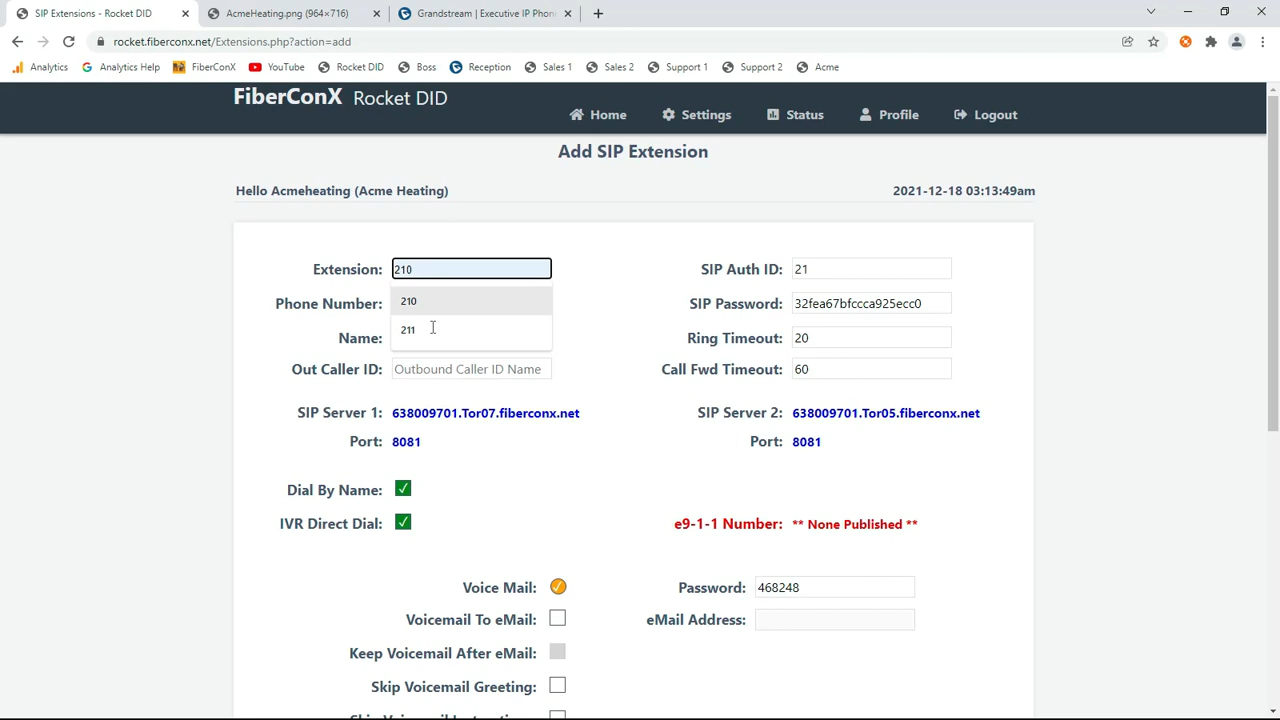 SIP Extensions - Rocket DID
AcmeHeating.png (964×716)
Grandstream | Executive IP Phon
rocket.fiberconx.net/Extensions.php?action=add
Analytics
Analytics Help
FiberConX
YouTube
Rocket DID
Boss
Reception
Sales 1
Sales 2
Support 1
Support 2
Acme
FiberConX Rocket DID
Home
Settings
Status
Profile
Logout
Add SIP Extension
Hello Acmeheating (Acme Heating)
2021-12-18 03:13:49am
Extension: 210
SIP Auth ID: 21
210
Phone Number:
SIP Password: 32fea67bfccca925ecc0
211
Name:
Ring Timeout: 20
Out Caller ID: Outbound Caller ID Name
Call Fwd Timeout: 60
SIP Server 1: 638009701.Tor07.fiberconx.net
SIP Server 2: 638009701.Tor05.fiberconx.net
Port: 8081
Port: 8081
Dial By Name:
IVR Direct Dial:
e9-1-1 Number: ** None Published **
Voice Mail:
Password: 468248
Voicemail To eMail:
eMail Address:
Keep Voicemail After eMail:
Skip Voicemail Greeting: